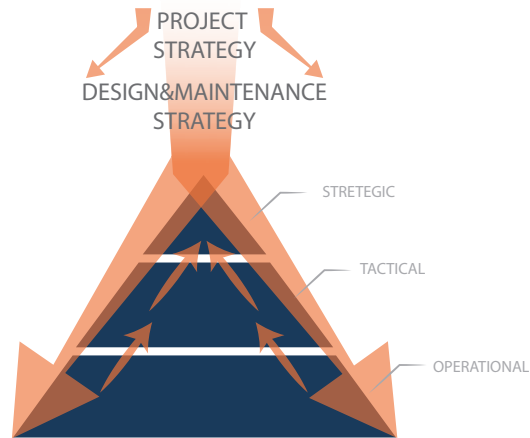 PROJECT
STRATEGY
DESIGN&MAINTENANCE
STRATEGY
STRETEGIC
TACTICAL
OPERATIONAL